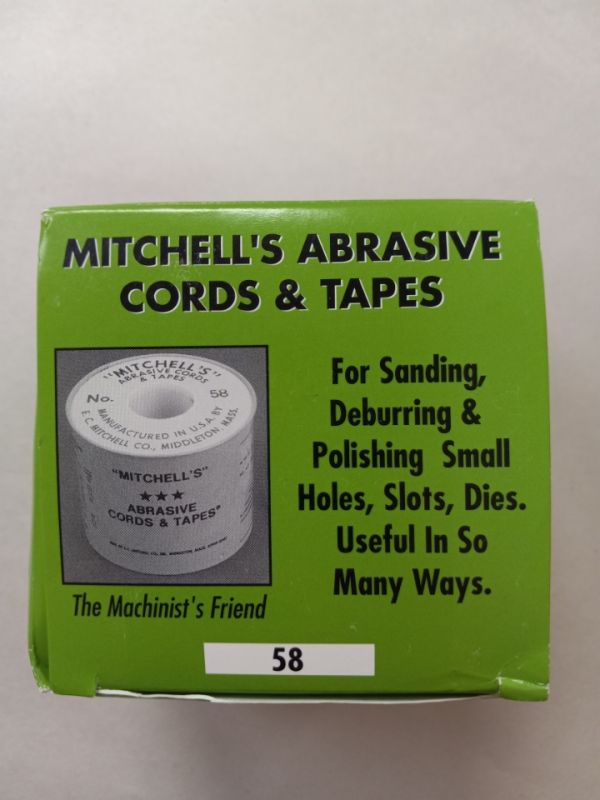 MITCHELL'S ABRASIVE
CORDS & TAPES
"MITCHELL'S"
ABRASIVE CORDS
& TAPES
No. 58
MANUFACTURED IN U.S.A. BY
E.C. MITCHELL CO., MIDDLETON, MASS.
"MITCHELL'S"
★★★
ABRASIVE
CORDS & TAPES"
The Machinist's Friend
For Sanding,
Deburring &
Polishing Small
Holes, Slots, Dies.
Useful In So
Many Ways.
58